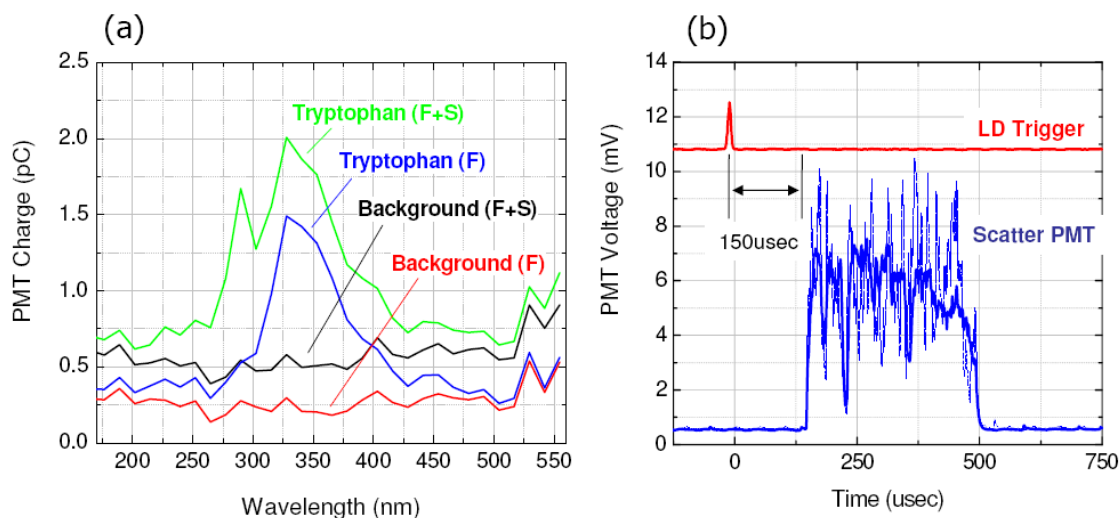 (a)
2.5
2.0
1.5
1.0
0.5
0.0
PMT Charge (pC)
Tryptophan (F+S)
Tryptophan (F)
Background (F+S)
Background (F)
200 250 300 350 400 450 500 550
Wavelength (nm)
(b)
14
12
10
8
6
4
2
0
PMT Voltage (mV)
LD Trigger
150usec
Scatter PMT
0 250 500 750
Time (usec)